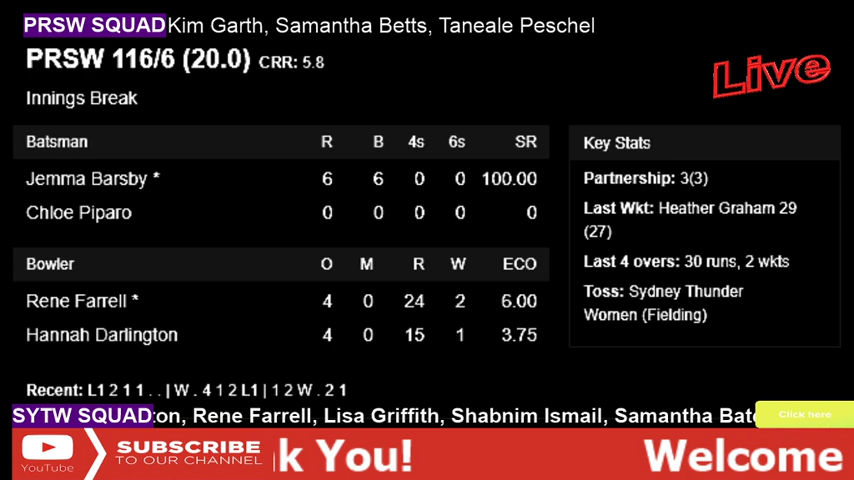 PRSW SQUAD Kim Garth, Samantha Betts, Taneale Peschel
PRSW 116/6 (20.0) CRR: 5.8
Live
Innings Break
Batsman R B 4s 6s SR
Jemma Barsby * 6 6 0 0 100.00
Chloe Piparo 0 0 0 0 0
Bowler O M R W ECO
Rene Farrell * 4 0 24 2 6.00
Hannah Darlington 4 0 15 1 3.75
Key Stats
Partnership: 3(3)
Last Wkt: Heather Graham 29
(27)
Last 4 overs: 30 runs, 2 wkts
Toss: Sydney Thunder
Women (Fielding)
Recent: L1 2 1 1 . . | W . 4 1 2 L1 | 1 2 W . 2 1
SYTW SQUAD ton, Rene Farrell, Lisa Griffith, Shabnim Ismail, Samantha Bate
Click here
YouTube
SUBSCRIBE
TO OUR CHANNEL
k You! Welcome